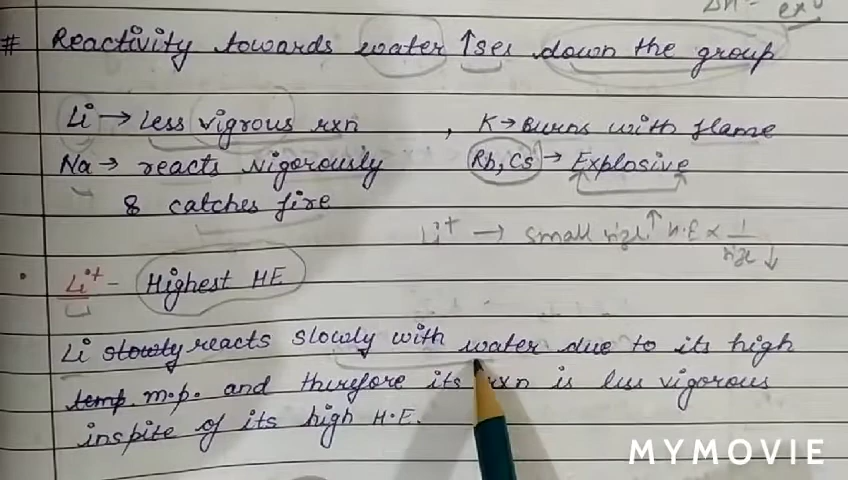 ΔH = exo
# Reactivity towards water ↑ses down the group
Li → Less vigrous rxn , K → Burns with flame
Na → reacts vigorously Rb, Cs → Explosive
& catches fire
Li+ → small size ↑ H.E ∝ 1/size ↓
• Li+ - Highest HE
Li slowly reacts slowly with water due to its high
temp. m.p. and therefore its rxn is less vigorous
inspite of its high H.E.
MYMOVIE